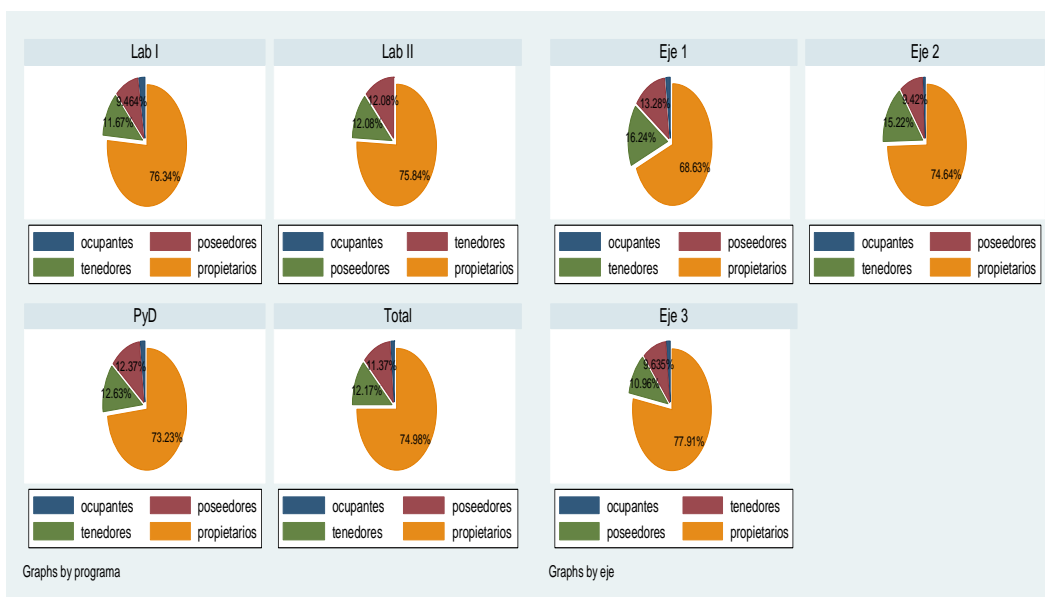 Lab I
9.464%
11.67%
76.34%
ocupantes poseedores
tenedores propietarios
Lab II
12.08%
12.08%
75.84%
ocupantes tenedores
poseedores propietarios
Eje 1
13.28%
16.24%
68.63%
ocupantes poseedores
tenedores propietarios
Eje 2
9.42%
15.22%
74.64%
ocupantes poseedores
tenedores propietarios
PyD
12.37%
12.63%
73.23%
ocupantes poseedores
tenedores propietarios
Total
11.37%
12.17%
74.98%
ocupantes poseedores
tenedores propietarios
Eje 3
9.635%
10.96%
77.91%
ocupantes tenedores
poseedores propietarios
Graphs by programa
Graphs by eje